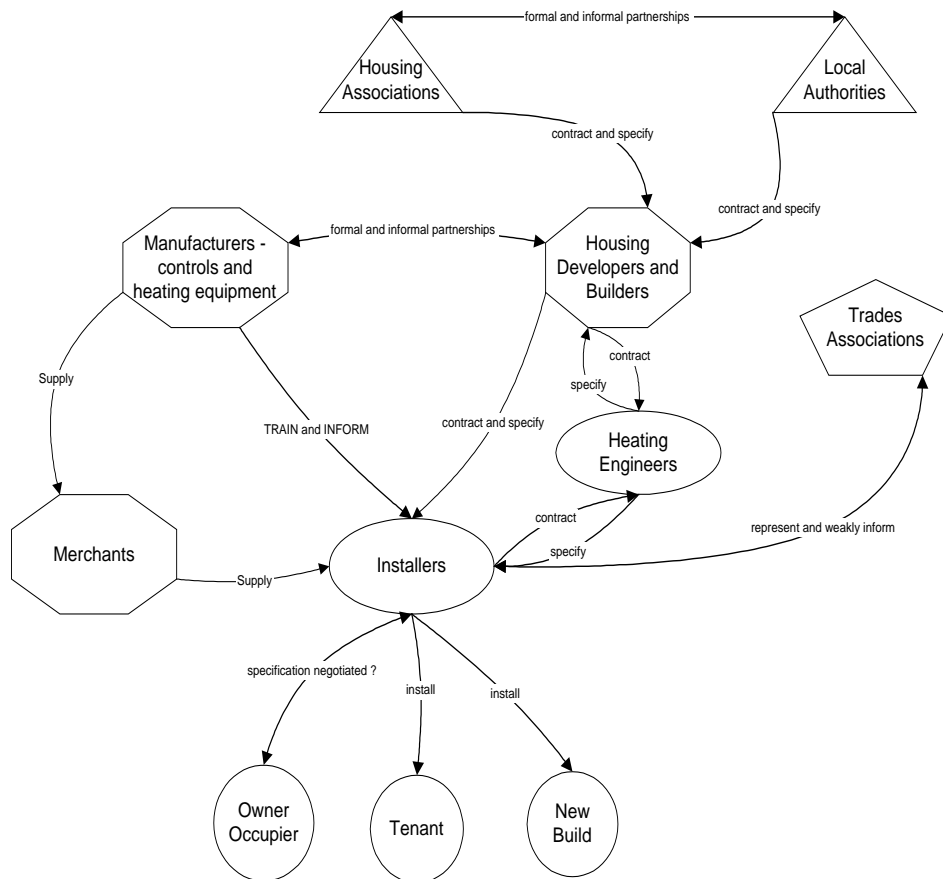 formal and informal partnerships
Housing
Associations
Local
Authorities
contract and specify
contract and specify
Manufacturers -
controls and
heating equipment
formal and informal partnerships
Housing
Developers and
Builders
Trades
Associations
Supply
contract
specify
TRAIN and INFORM
contract and specify
Heating
Engineers
contract
represent and weakly inform
Merchants
specify
Installers
Supply
specification negotiated ?
install
install
Owner
Occupier
Tenant
New
Build